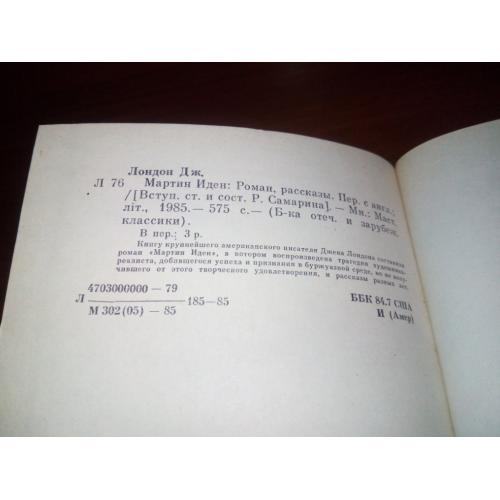 Лондон Дж.
Л 76 Мартин Иден: Роман, рассказы. Пер. с англ.;
/[Вступ. ст. и сост. Р. Самарина]. — Мн.: Маст.
літ., 1985.— 575 с.— (Б-ка отеч. и зарубеж.
классики).
В пер.: 3 р.
Книгу крупнейшего американского писателя Джека Лондона составили
роман «Мартин Иден», в котором воспроизведена трагедия художника-
реалиста, добившегося успеха и признания в буржуазной среде, но не полу-
чившего от этого творческого удовлетворения, и рассказы разных лет.
4703000000 — 79
Л 185—85
М 302(05) — 85
ББК 84.7 США
И (Амер)